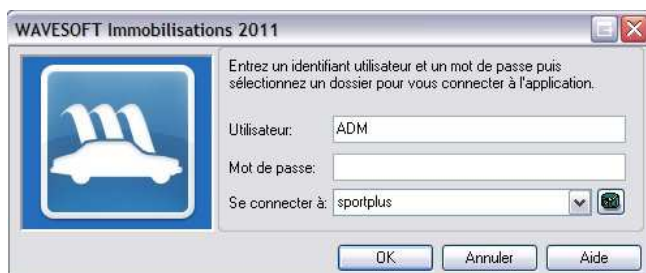 WAVESOFT Immobilisations 2011
Entrez un identifiant utilisateur et un mot de passe puis
sélectionnez un dossier pour vous connecter à l'application.
Utilisateur: ADM
Mot de passe:
Se connecter à: sportplus
OK Annuler Aide